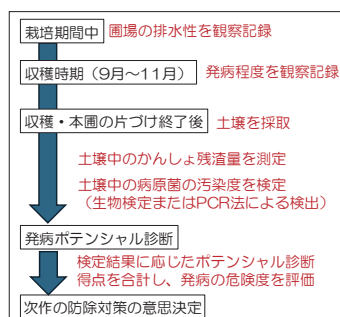 栽培期間中 圃場の排水性を観察記録
収穫時期(9月~11月) 発病程度を観察記録
収穫・本圃の片づけ終了後 土壌を採取
土壌中のかんしょ残渣量を測定
土壌中の病原菌の汚染度を検定
(生物検定またはPCR法による検出)
発病ポテンシャル診断
検定結果に応じたポテンシャル診断
得点を合計し、発病の危険度を評価
次作の防除対策の意思決定